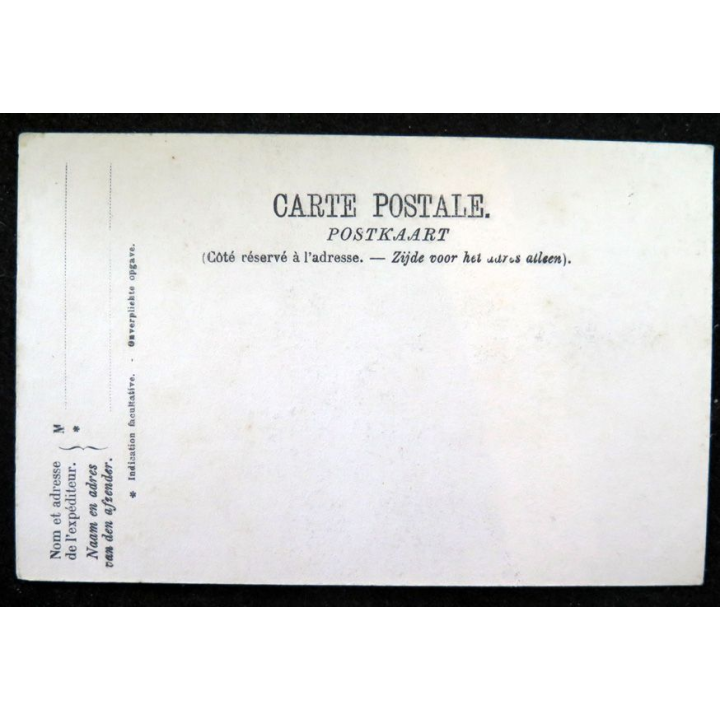 CARTE POSTALE.
POSTKAART
(Côté réservé à l'adresse. — Zijde voor het adres alleen).
Nom et adresse
de l'expéditeur.
Naam en adres
van den afzender.
} M
} *
* Indication facultative. - Onverplichte opgave.